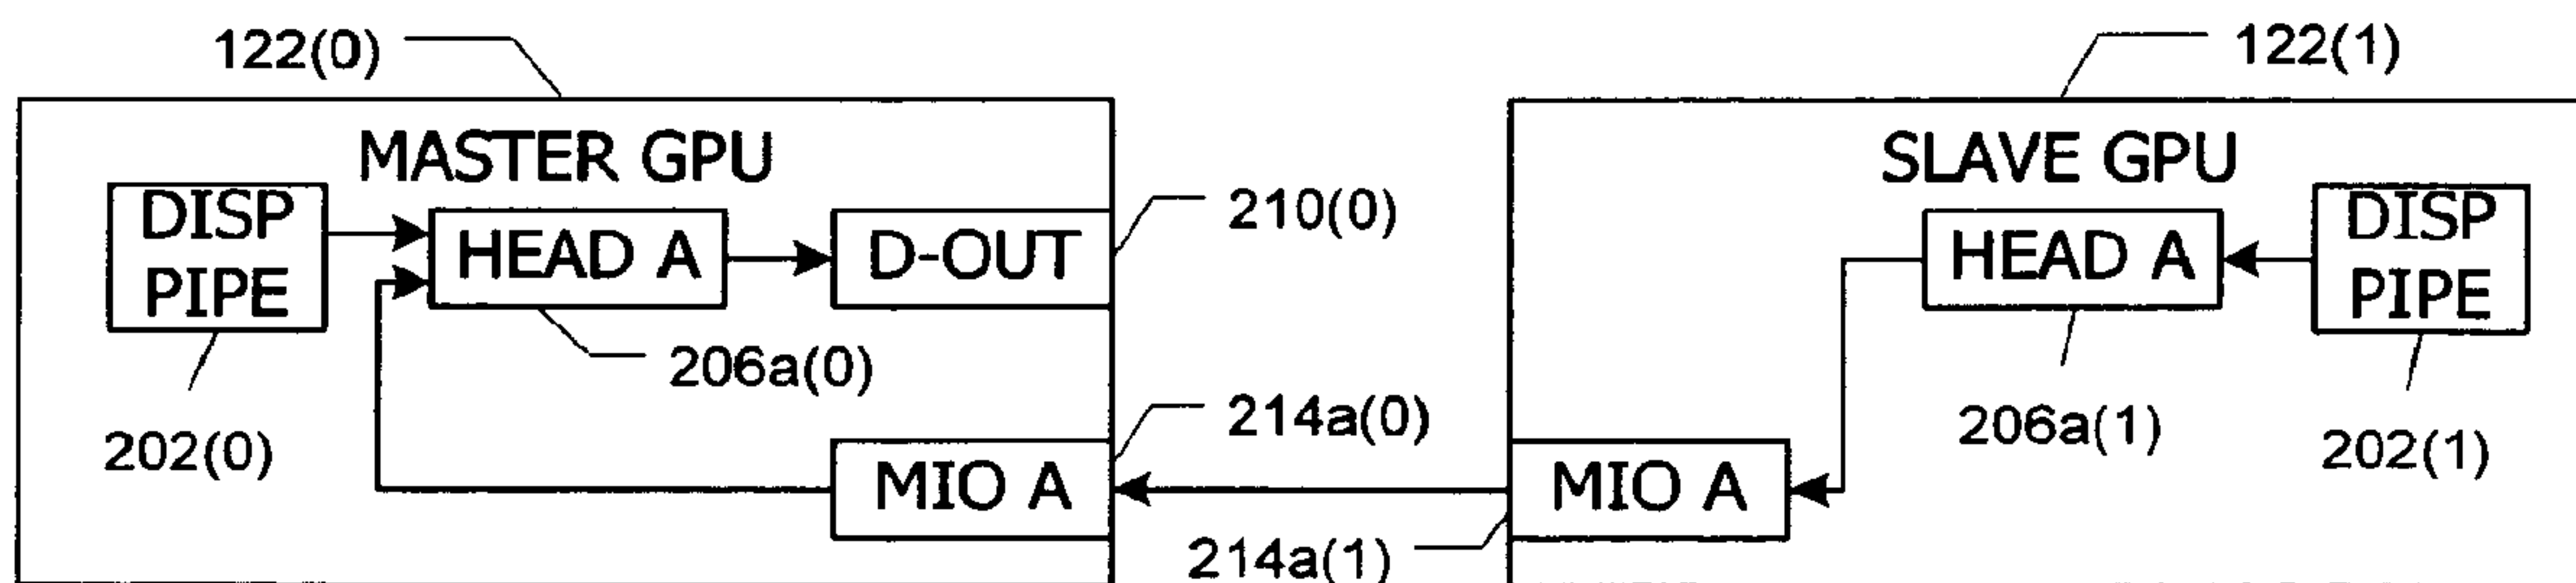 122(0)
122(1)
MASTER GPU
SLAVE GPU
DISP
PIPE
HEAD A
D-OUT
210(0)
HEAD A
DISP
PIPE
206a(0)
202(0)
214a(0)
206a(1)
202(1)
MIO A
MIO A
214a(1)